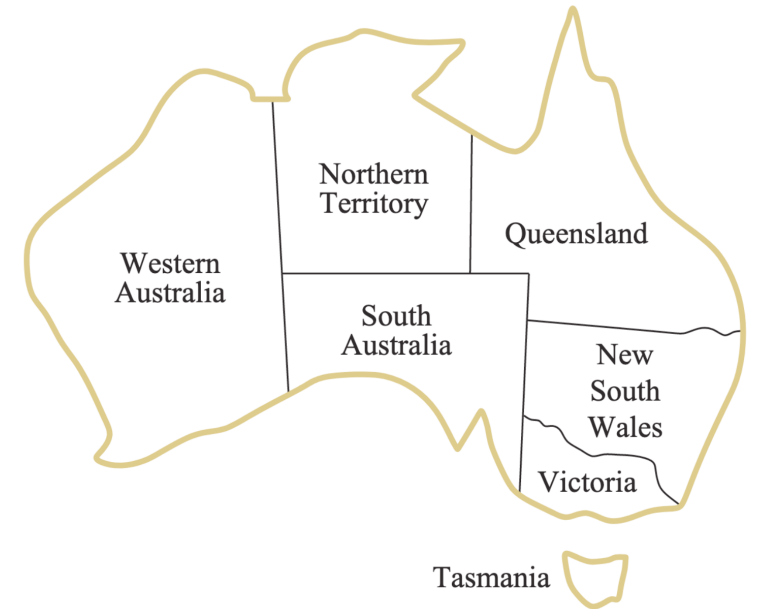 Northern
Territory
Queensland
Western
Australia
South
Australia
New
South
Wales
Victoria
Tasmania